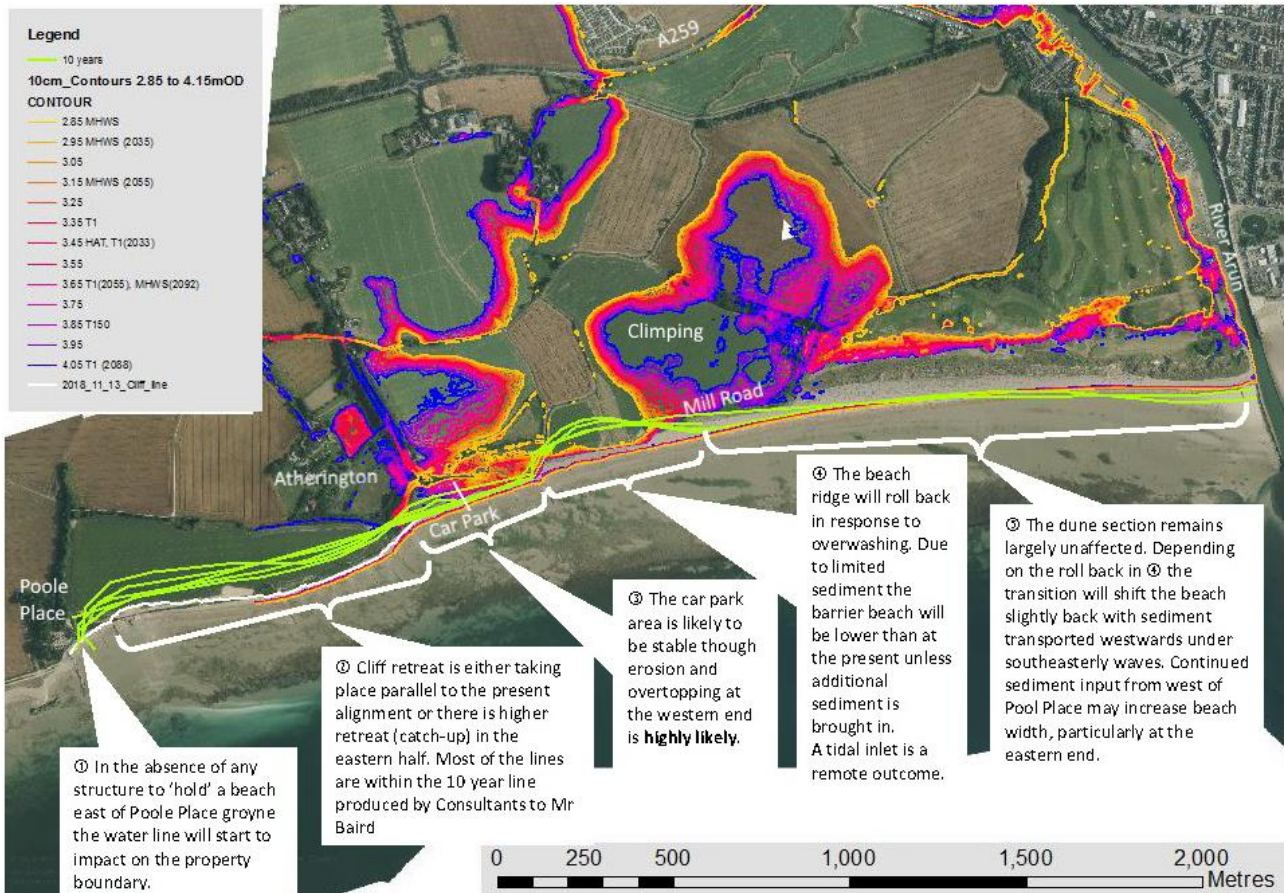 Legend
10 years
10cm_Contours 2.85 to 4.15mOD
CONTOUR
2.85 MHWS
2.95 MHWS (2035)
3.05
3.15 MHWS (2055)
3.25
3.35 T1
3.45 HAT, T1(2033)
3.55
3.65 T1(2055), MHWS(2092)
3.75
3.85 T150
3.95
4.05 T1 (2088)
2018_11_13_Cliff_line
A259
River Arun
Climping
Mill Road
Atherington
Car Park
Poole
Place
① In the absence of any
structure to ‘hold’ a beach
east of Poole Place groyne
the water line will start to
impact on the property
boundary.
② Cliff retreat is either taking
place parallel to the present
alignment or there is higher
retreat (catch-up) in the
eastern half. Most of the lines
are within the 10 year line
produced by Consultants to Mr
Baird
③ The car park
area is likely to
be stable though
erosion and
overtopping at
the western end
is highly likely.
④ The beach
ridge will roll back
in response to
overwashing. Due
to limited
sediment the
barrier beach will
be lower than at
the present unless
additional
sediment is
brought in.
A tidal inlet is a
remote outcome.
⑤ The dune section remains
largely unaffected. Depending
on the roll back in ④ the
transition will shift the beach
slightly back with sediment
transported westwards under
southeasterly waves. Continued
sediment input from west of
Pool Place may increase beach
width, particularly at the
eastern end.
0 250 500 1,000 1,500 2,000
Metres